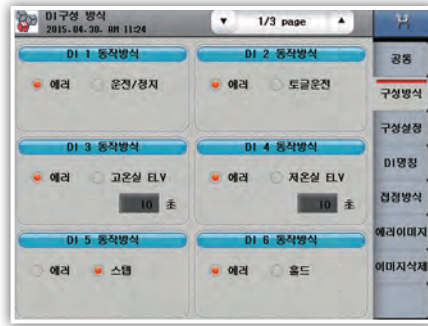 DI구성 방식
2015.04.30. AM 11:24
▼ 1/3 page ▲
DI 1 동작방식
DI 2 동작방식
에러 운전/정지
에러 토글운전
DI 3 동작방식
DI 4 동작방식
에러 고온실 ELV
에러 저온실 ELV
10 초
10 초
DI 5 동작방식
DI 6 동작방식
에러 스텝
에러 홀드
공통
구성방식
구성설정
DI명칭
접점방식
에러이미지
이미지삭제